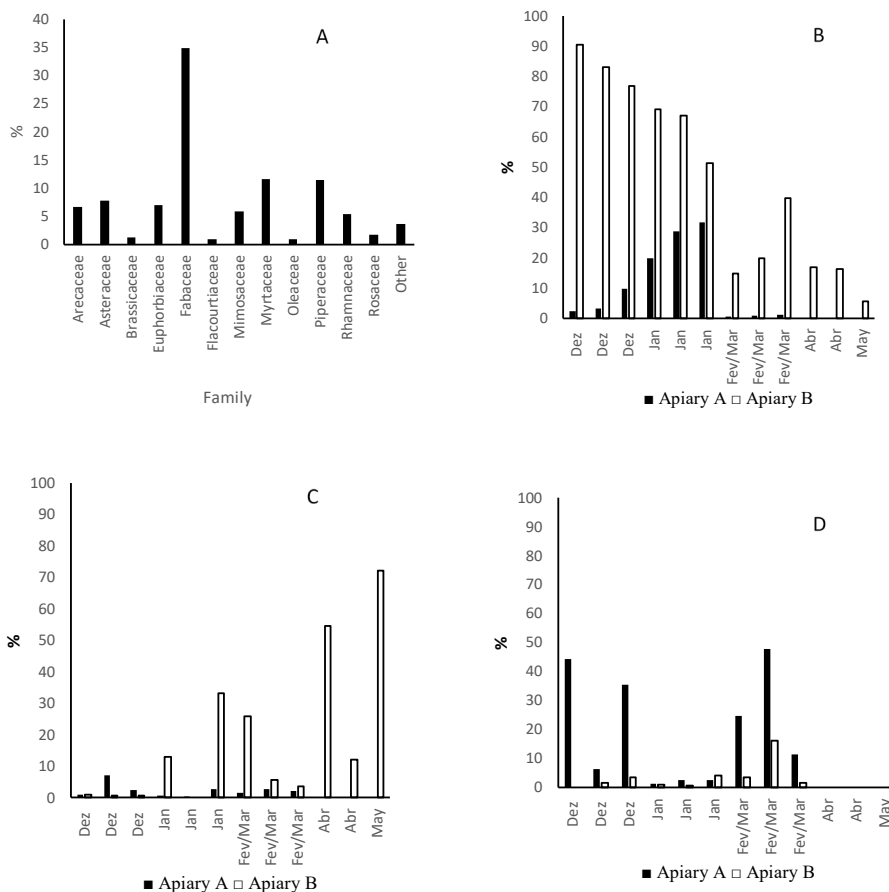 A
%
40
35
30
25
20
15
10
5
0
Arecaceae
Asteraceae
Brassicaceae
Euphorbiaceae
Fabaceae
Flacourtiaceae
Mimosaceae
Myrtaceae
Oleaceae
Piperaceae
Rhamnaceae
Rosaceae
Other
Family
B
%
100
90
80
70
60
50
40
30
20
10
0
Dez
Dez
Dez
Jan
Jan
Jan
Fev/Mar
Fev/Mar
Fev/Mar
Abr
Abr
May
Apiary A Apiary B
C
%
100
90
80
70
60
50
40
30
20
10
0
Dez
Dez
Dez
Jan
Jan
Jan
Fev/Mar
Fev/Mar
Fev/Mar
Abr
Abr
May
Apiary A Apiary B
D
%
100
90
80
70
60
50
40
30
20
10
0
Dez
Dez
Dez
Jan
Jan
Jan
Fev/Mar
Fev/Mar
Fev/Mar
Abr
Abr
May
Apiary A Apiary B